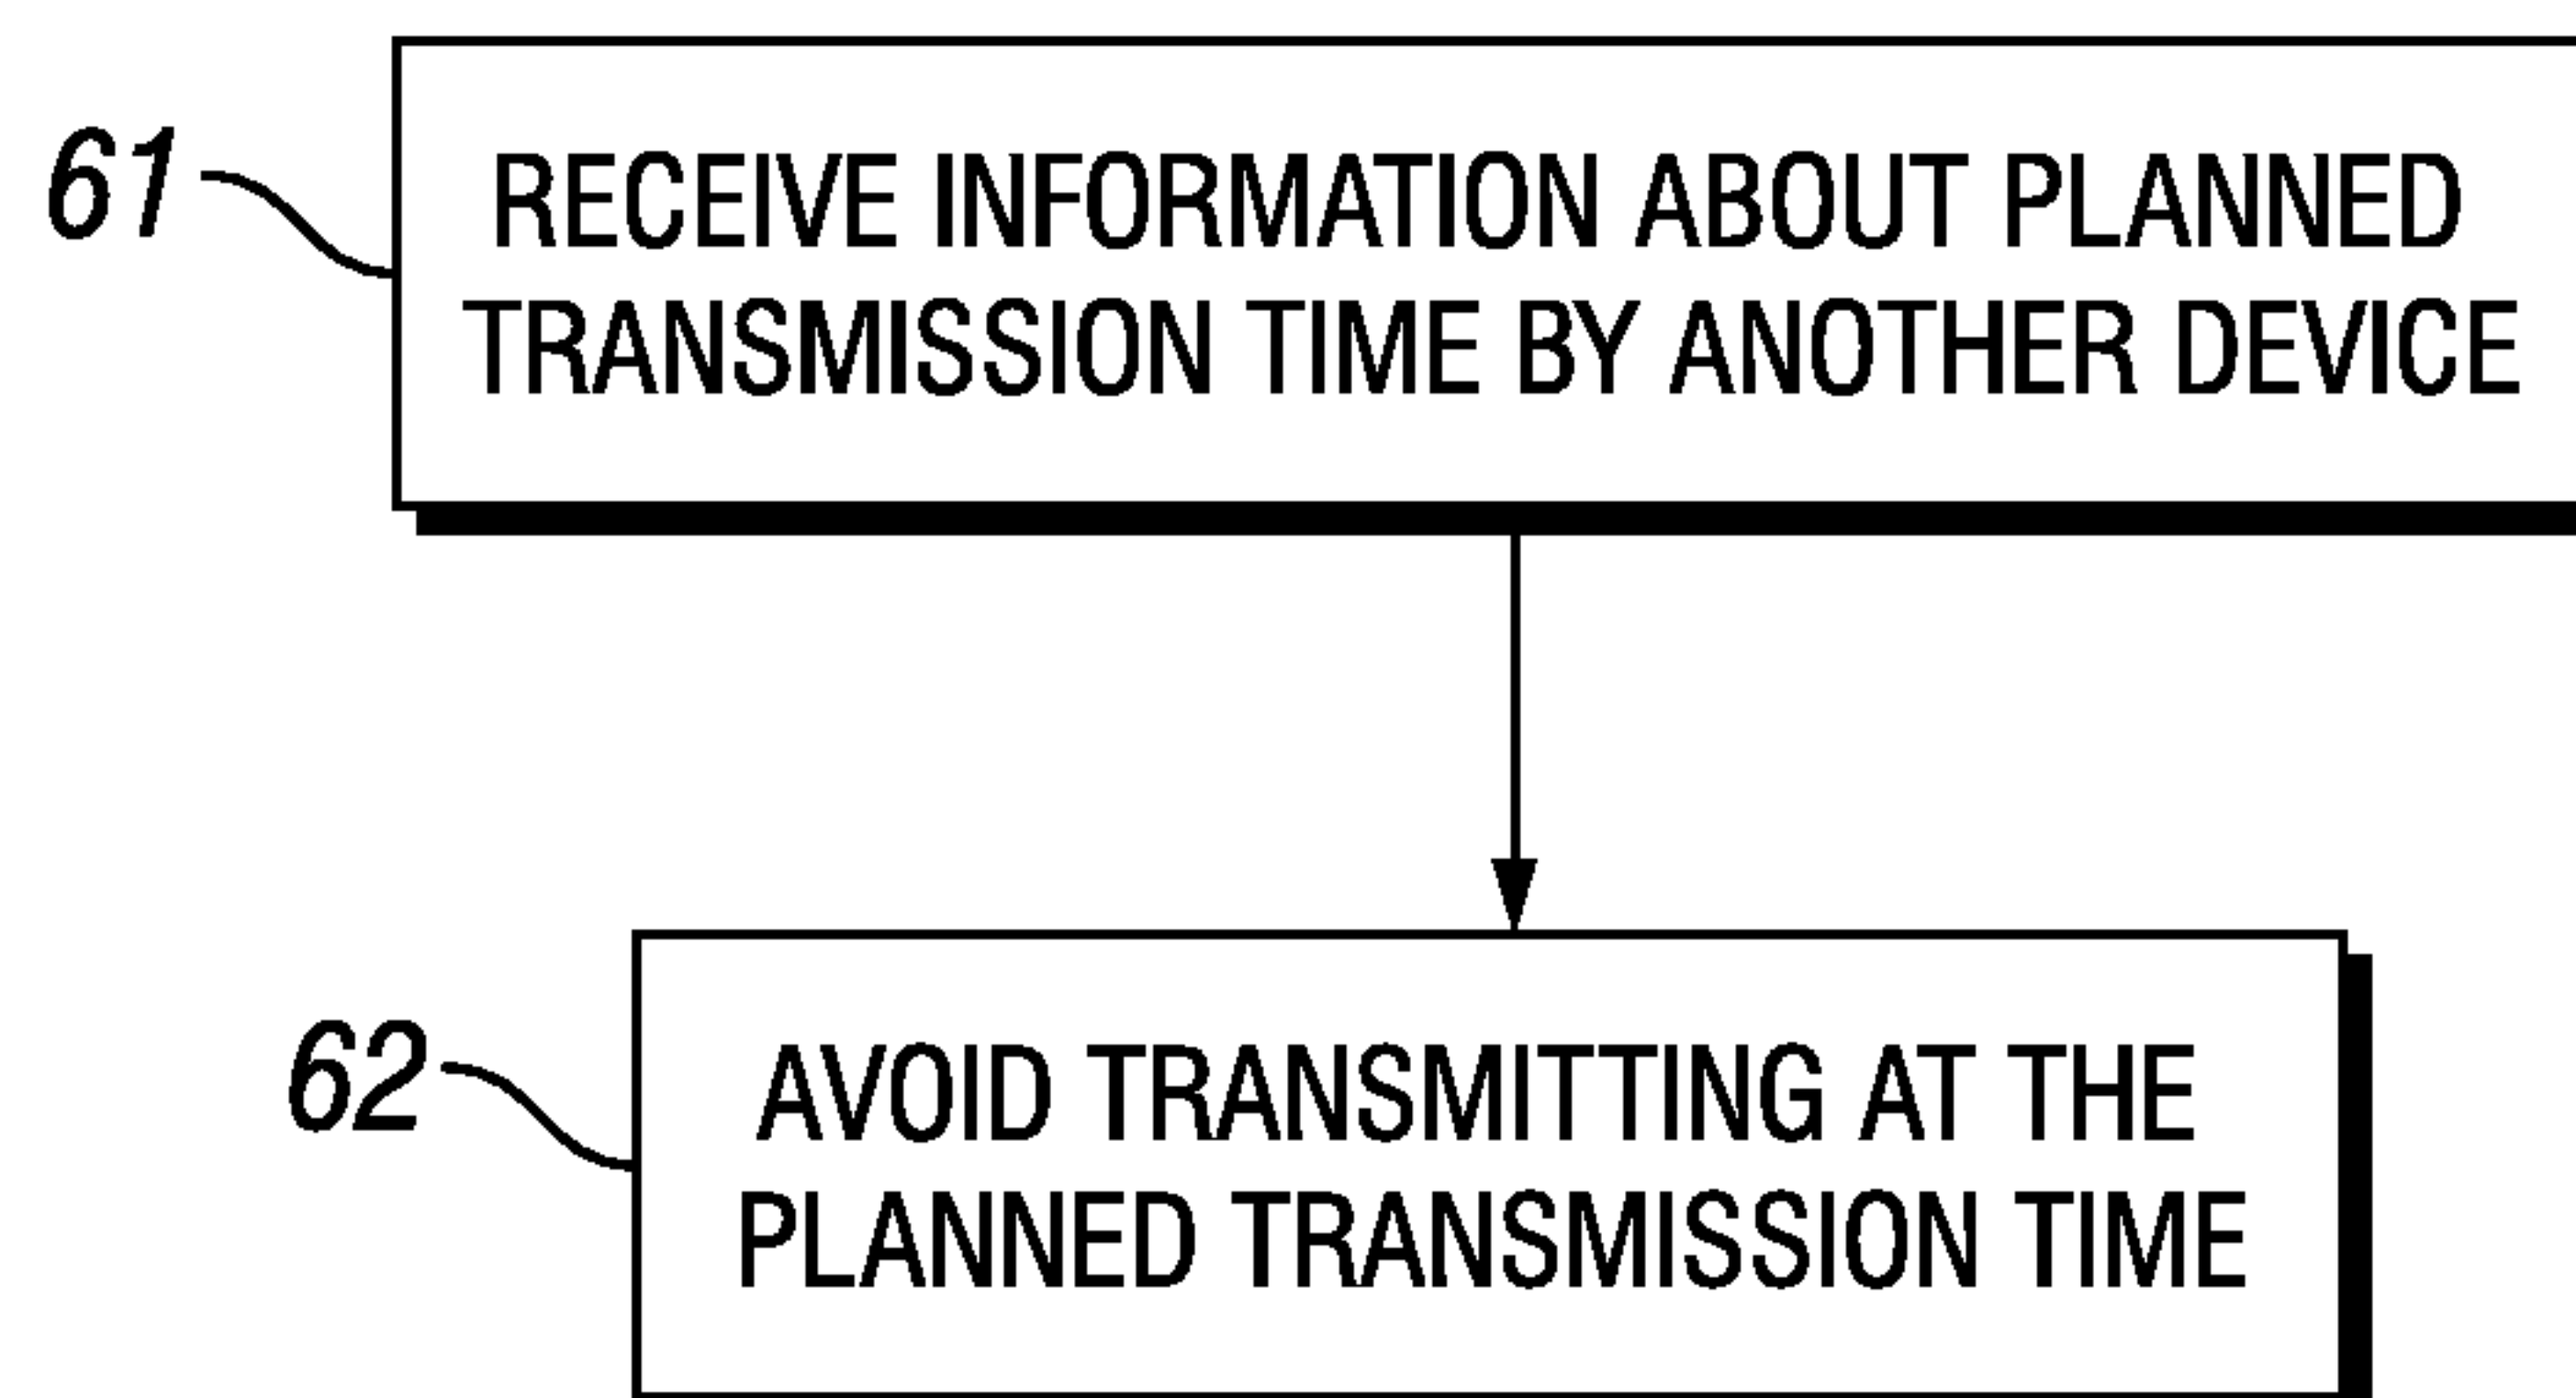 61
RECEIVE INFORMATION ABOUT PLANNED
TRANSMISSION TIME BY ANOTHER DEVICE
62
AVOID TRANSMITTING AT THE
PLANNED TRANSMISSION TIME